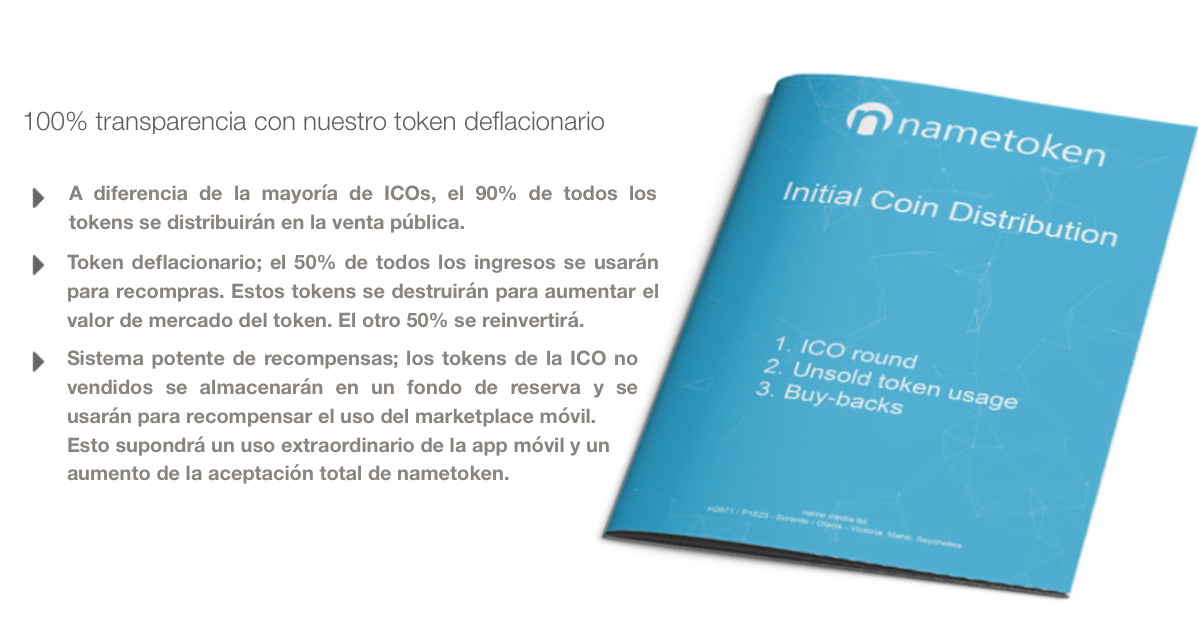 100% transparencia con nuestro token deflacionario
A diferencia de la mayoría de ICOs, el 90% de todos los
tokens se distribuirán en la venta pública.
Token deflacionario; el 50% de todos los ingresos se usarán
para recompras. Estos tokens se destruirán para aumentar el
valor de mercado del token. El otro 50% se reinvertirá.
Sistema potente de recompensas; los tokens de la ICO no
vendidos se almacenarán en un fondo de reserva y se
usarán para recompensar el uso del marketplace móvil.
Esto supondrá un uso extraordinario de la app móvil y un
aumento de la aceptación total de nametoken.
nametoken
Initial Coin Distribution
1. ICO round
2. Unsold token usage
3. Buy-backs
name media ltd
H2871 / P1523 - Sorento / Glacis - Victoria, Mahe, Seychelles